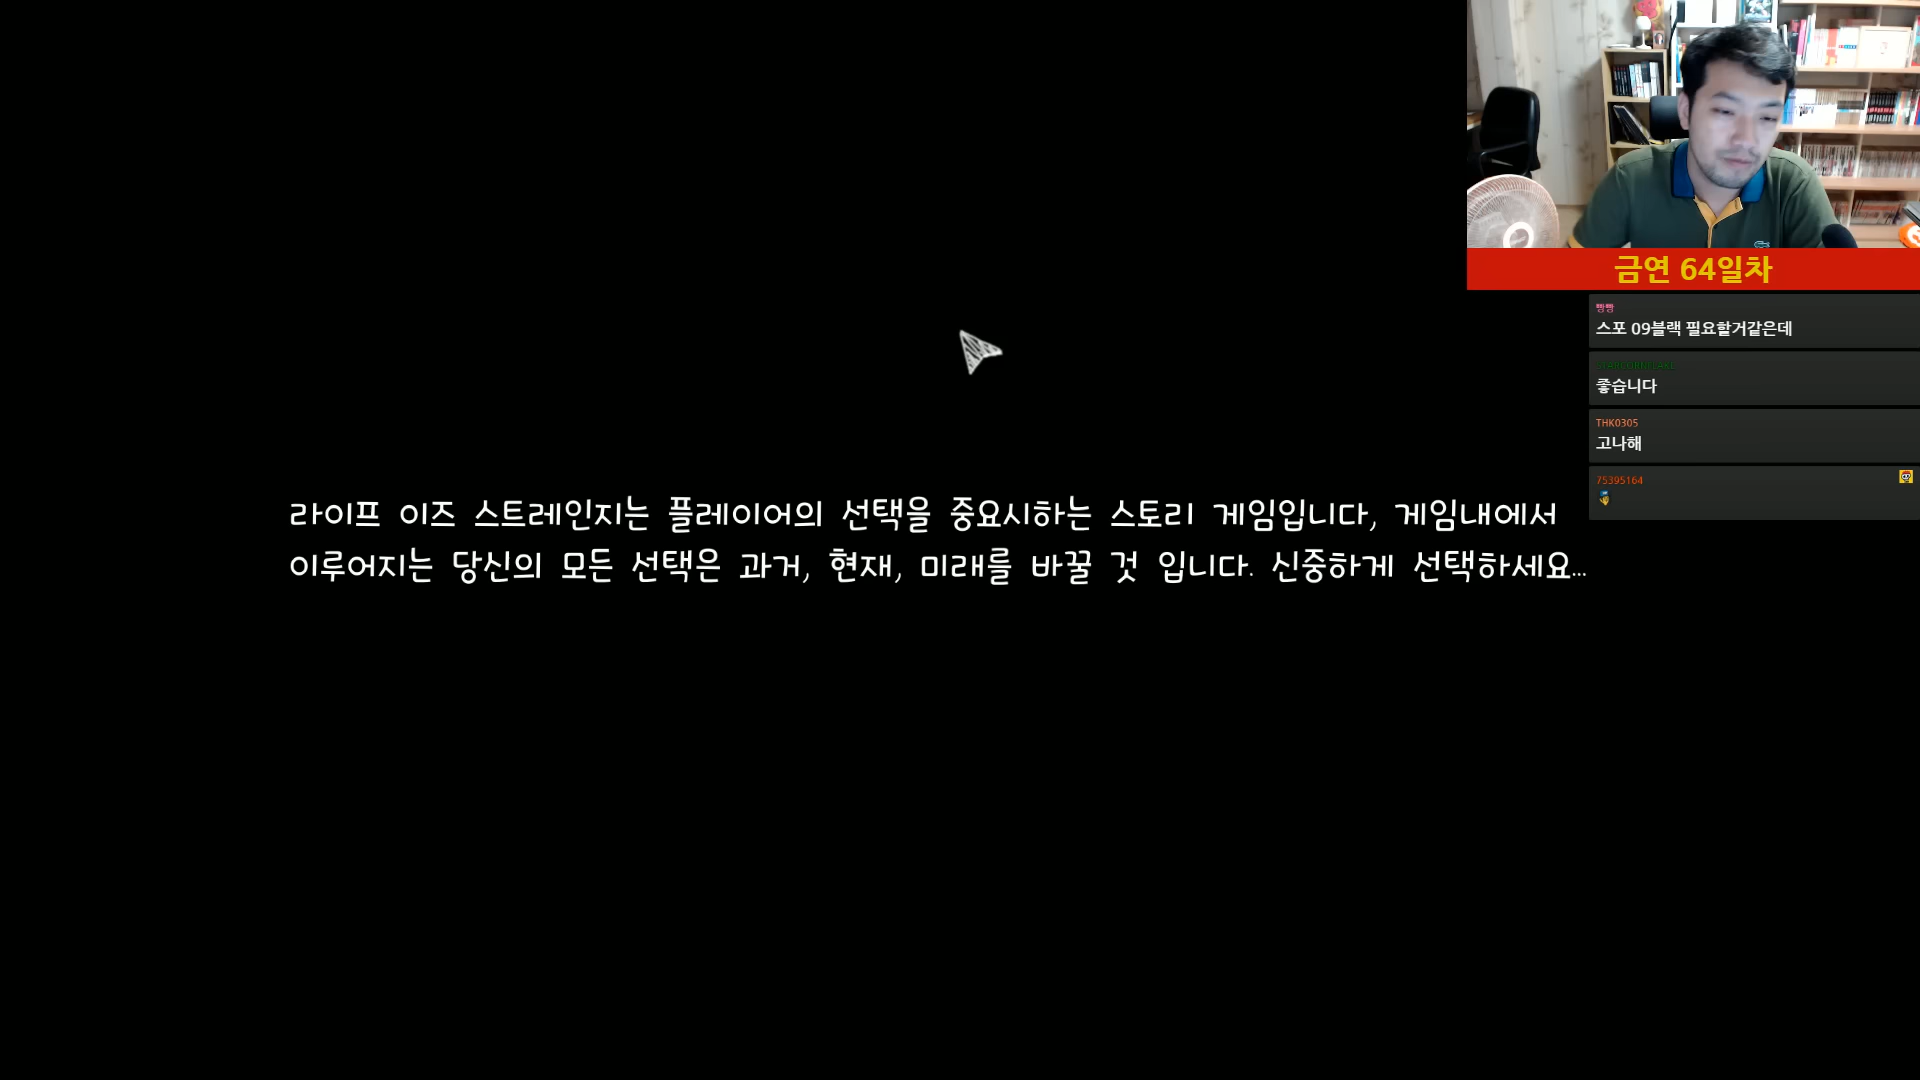 금연 64일차
빵빵
스포 09블랙 필요할거같은데
좋습니다
THK0305
고나해
75395164
라이프 이즈 스트레인지는 플레이어의 선택을 중요시하는 스토리 게임입니다, 게임내에서
이루어지는 당신의 모든 선택은 과거, 현재, 미래를 바꿀 것 입니다. 신중하게 선택하세요...